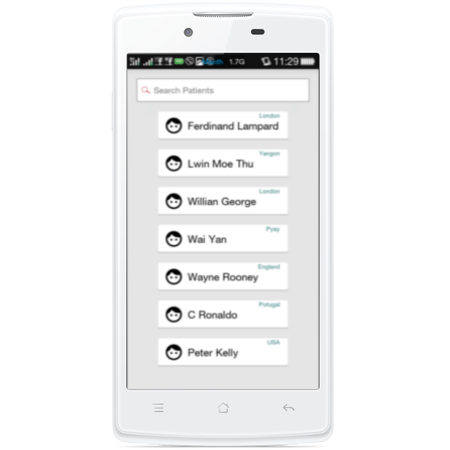 1.7G 11:29
Search Patients
London
Ferdinand Lampard
Yangon
Lwin Moe Thu
London
Willian George
Pyay
Wai Yan
England
Wayne Rooney
Potugal
C Ronaldo
USA
Peter Kelly